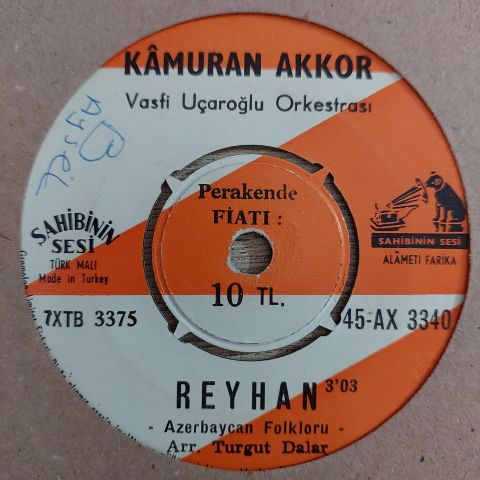 KÂMURAN AKKOR
Vasfi Uçaroğlu Orkestrası
Aysel
Perakende
FİATI :
10 TL.
SAHİBİNİN
SESİ
TÜRK MALI
Made in Turkey
SAHİBİNİN SESİ
ALÂMETİ FARİKA
7XTB 3375
45-AX 3340
REYHAN 3'03
- Azerbaycan Folkloru -
Arr. Turgut Dalar